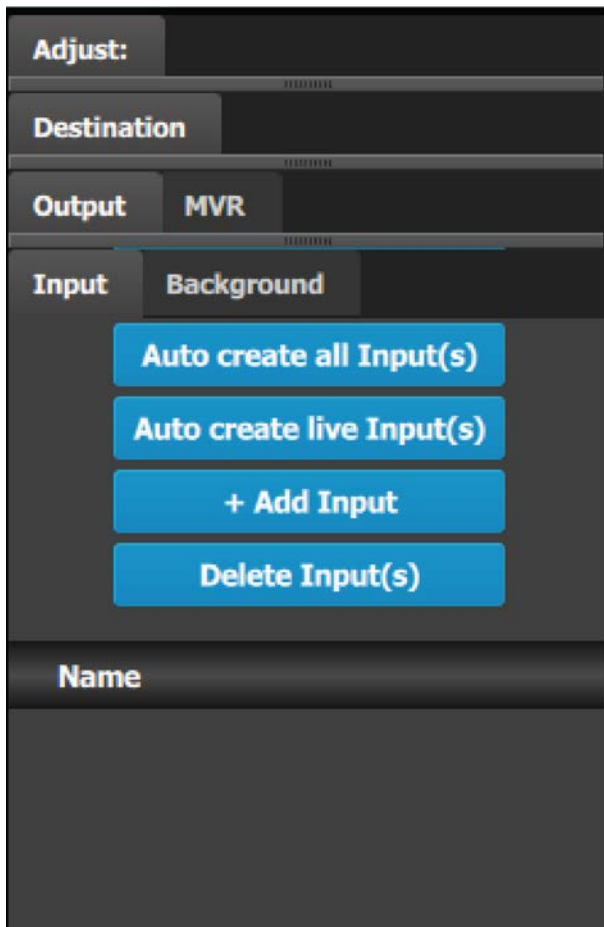 Adjust:
Destination
Output MVR
Input Background
Auto create all Input(s)
Auto create live Input(s)
+ Add Input
Delete Input(s)
Name